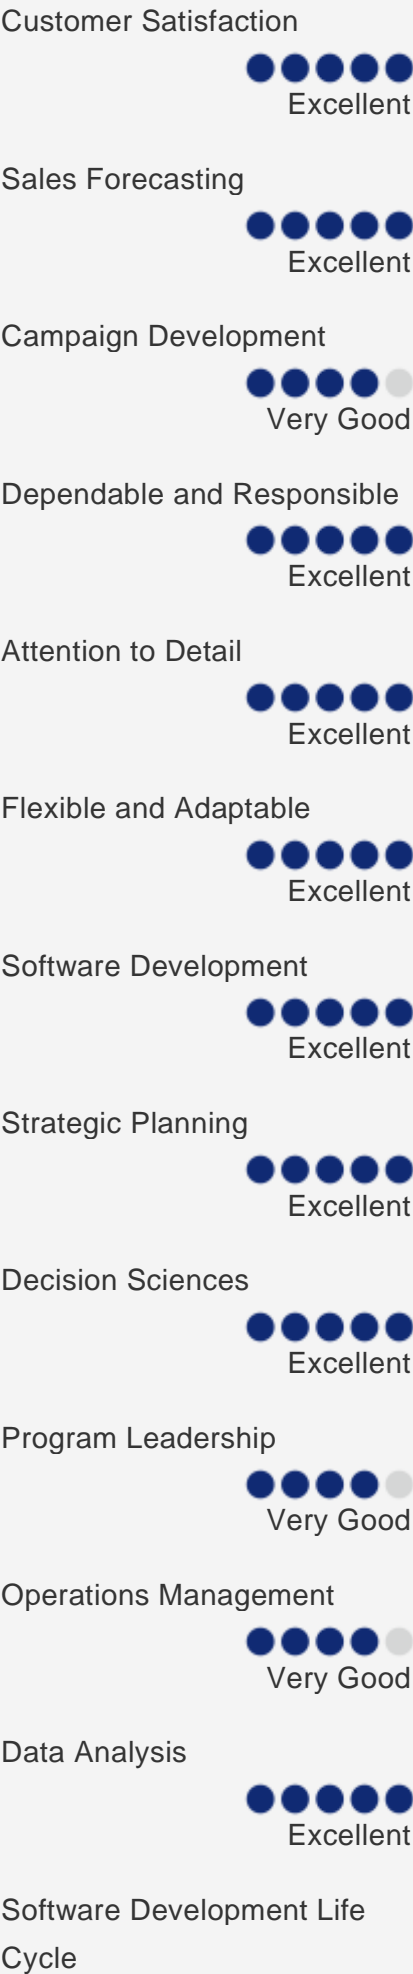 Customer Satisfaction
Excellent
Sales Forecasting
Excellent
Campaign Development
Very Good
Dependable and Responsible
Excellent
Attention to Detail
Excellent
Flexible and Adaptable
Excellent
Software Development
Excellent
Strategic Planning
Excellent
Decision Sciences
Excellent
Program Leadership
Very Good
Operations Management
Very Good
Data Analysis
Excellent
Software Development Life
Cycle